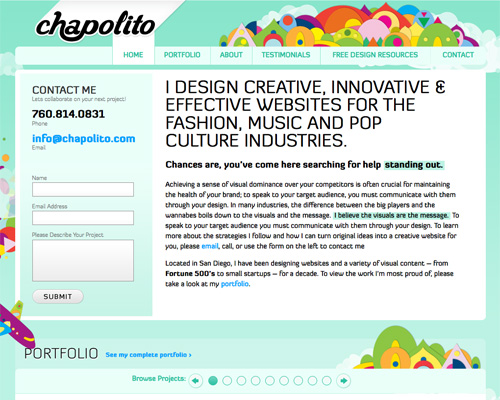 chapolito
HOME PORTFOLIO ABOUT TESTIMONIALS FREE DESIGN RESOURCES CONTACT
CONTACT ME
Lets collaborate on your next project!
760.814.0831
Phone
info@chapolito.com
Email
Name
Email Address
Please Describe Your Project
SUBMIT
I DESIGN CREATIVE, INNOVATIVE &
EFFECTIVE WEBSITES FOR THE
FASHION, MUSIC AND POP
CULTURE INDUSTRIES.
Chances are, you've come here searching for help standing out.
Achieving a sense of visual dominance over your competitors is often crucial for maintaining
the health of your brand; to speak to your target audience, you must communicate with them
through your design. In many industries, the difference between the big players and the
wannabes boils down to the visuals and the message. I believe the visuals are the message. To
speak to your target audience you must communicate with them through your design. To learn
more about the strategies I follow and how I can turn original ideas into a creative website for
you, please email, call, or use the form on the left to contact me
Located in San Diego, I have been designing websites and a variety of visual content – from
Fortune 500's to small startups – for a decade. To view the work I'm most proud of, please
take a look at my portfolio.
PORTFOLIO See my complete portfolio ›
Browse Projects: